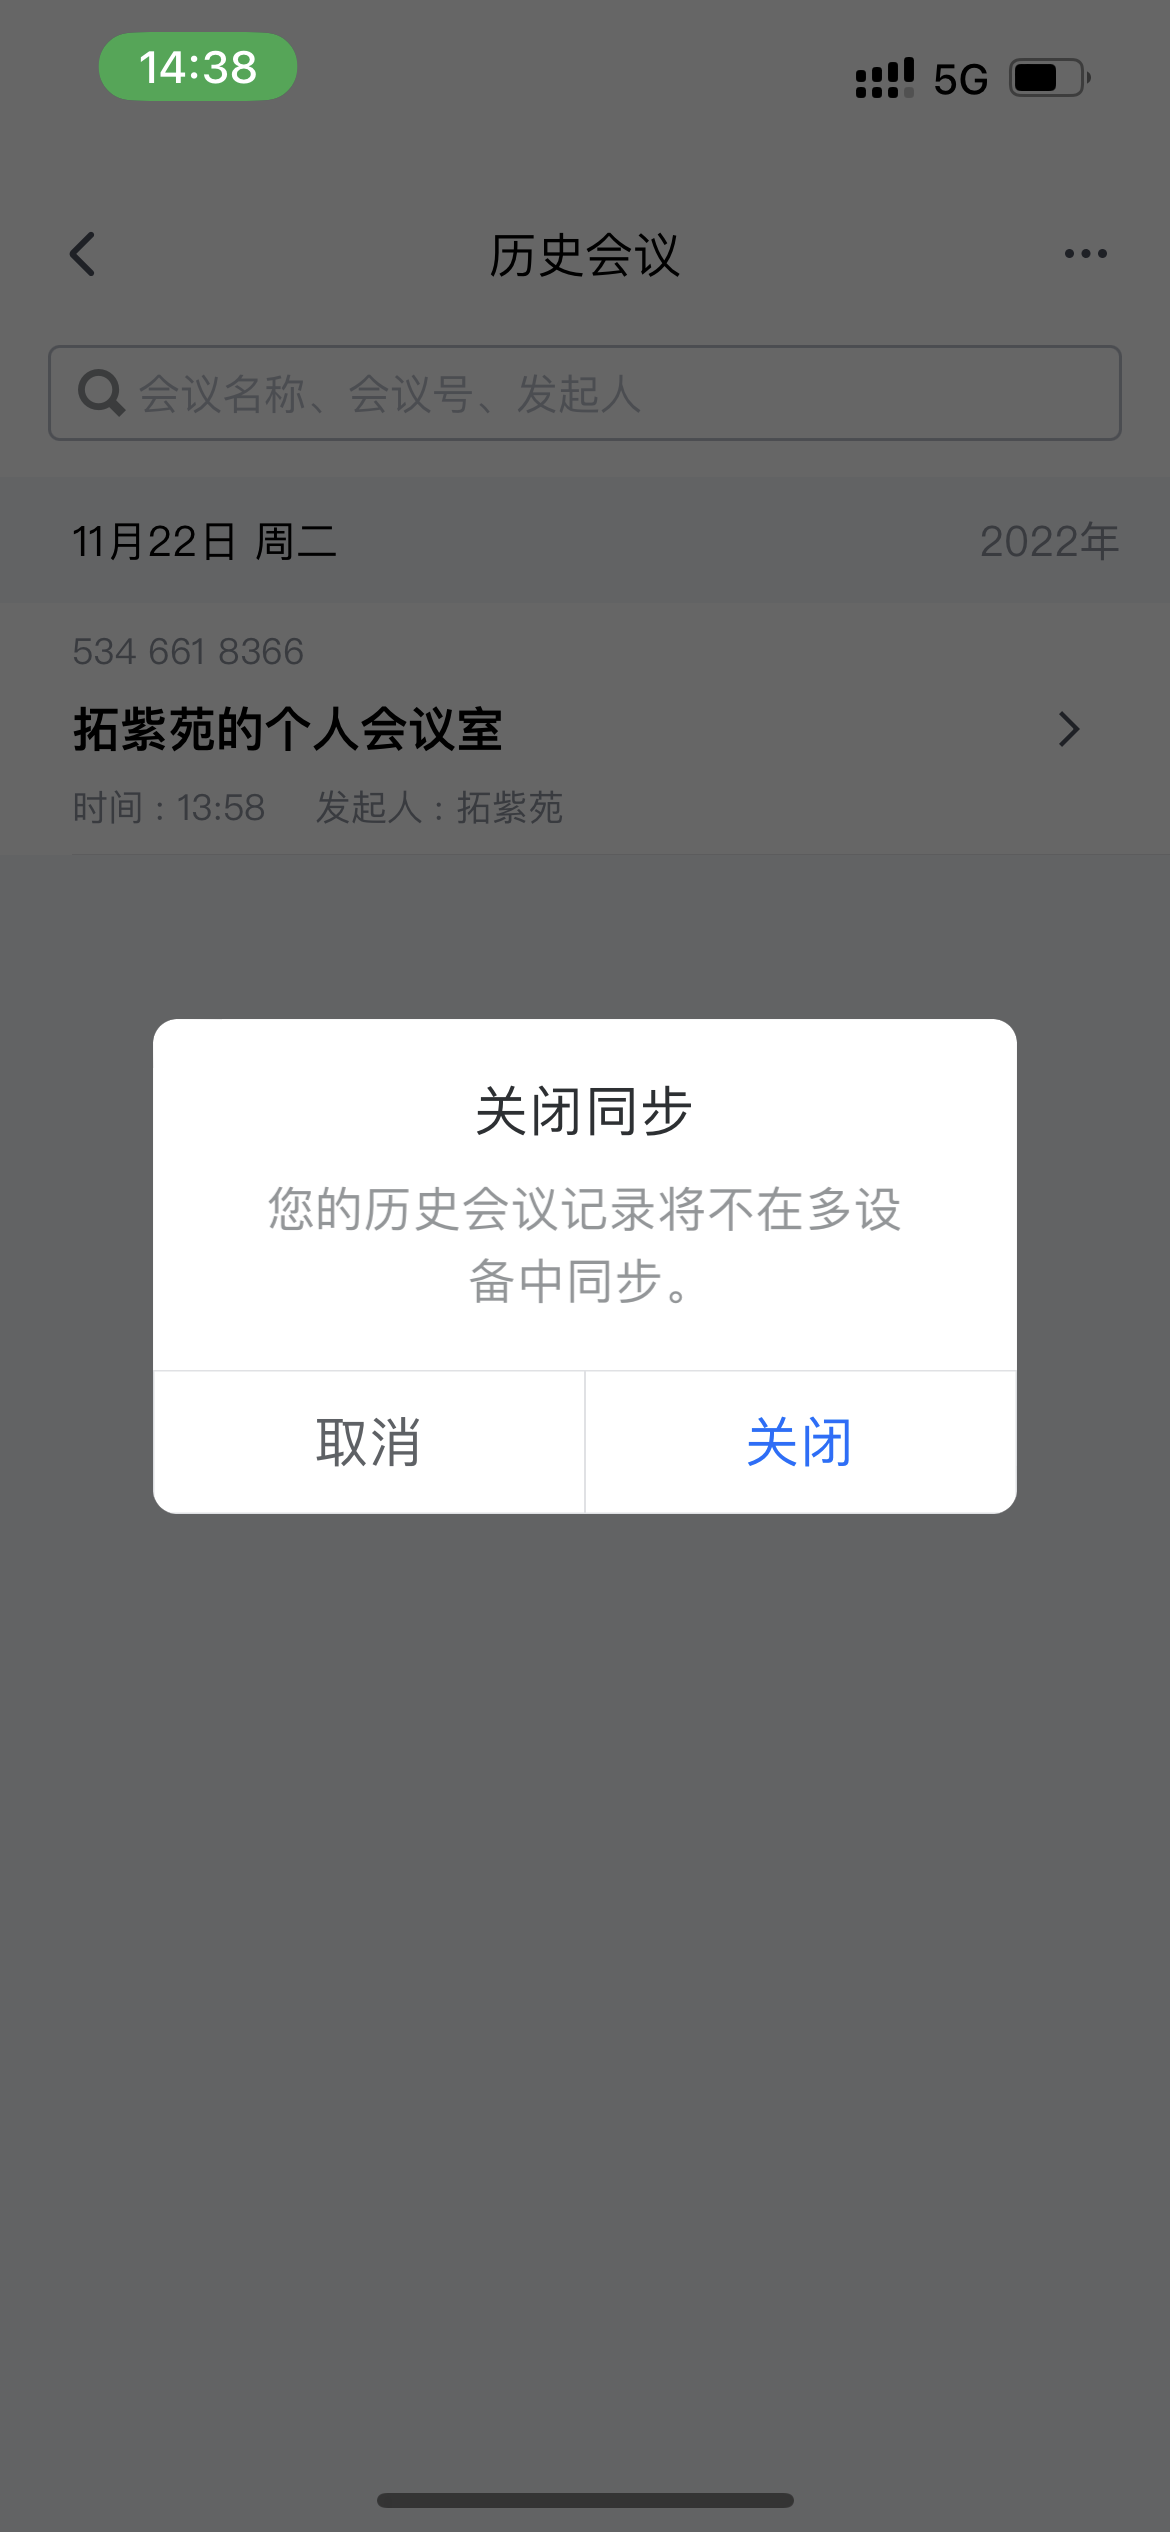 14:38
5G
历史会议
会议名称、会议号、发起人
11月22日 周二
2022年
534 661 8366
拓紫苑的个人会议室
时间：13:58 发起人：拓紫苑
关闭同步
您的历史会议记录将不在多设
备中同步。
取消
关闭